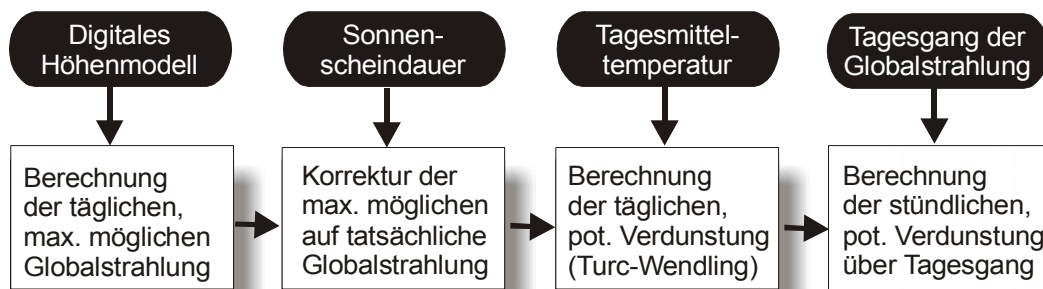 Digitales
Höhenmodell
Sonnen-
scheindauer
Tagesmittel-
temperatur
Tagesgang der
Globalstrahlung
Berechnung
der täglichen,
max. möglichen
Globalstrahlung
Korrektur der
max. möglichen
auf tatsächliche
Globalstrahlung
Berechnung
der täglichen,
pot. Verdunstung
(Turc-Wendling)
Berechnung
der stündlichen,
pot. Verdunstung
über Tagesgang